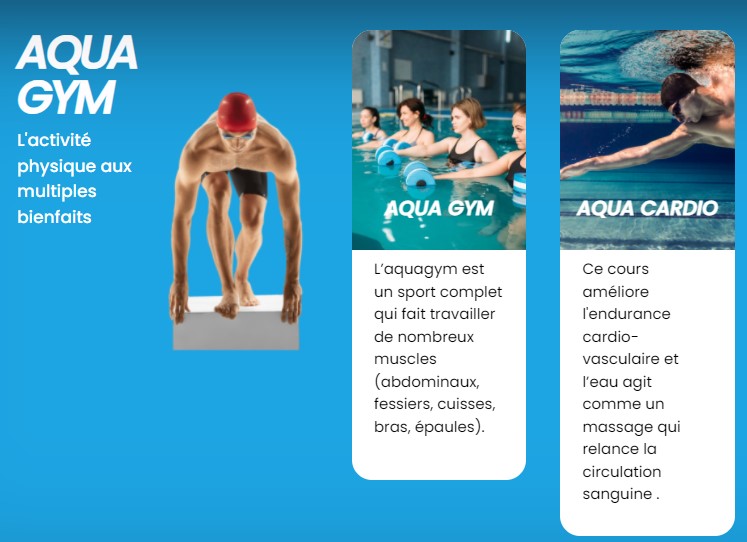 AQUA
GYM
L'activité
physique aux
multiples
bienfaits
AQUA GYM
L’aquagym est
un sport complet
qui fait travailler
de nombreux
muscles
(abdominaux,
fessiers, cuisses,
bras, épaules).
AQUA CARDIO
Ce cours
améliore
l'endurance
cardio-
vasculaire et
l’eau agit
comme un
massage qui
relance la
circulation
sanguine .